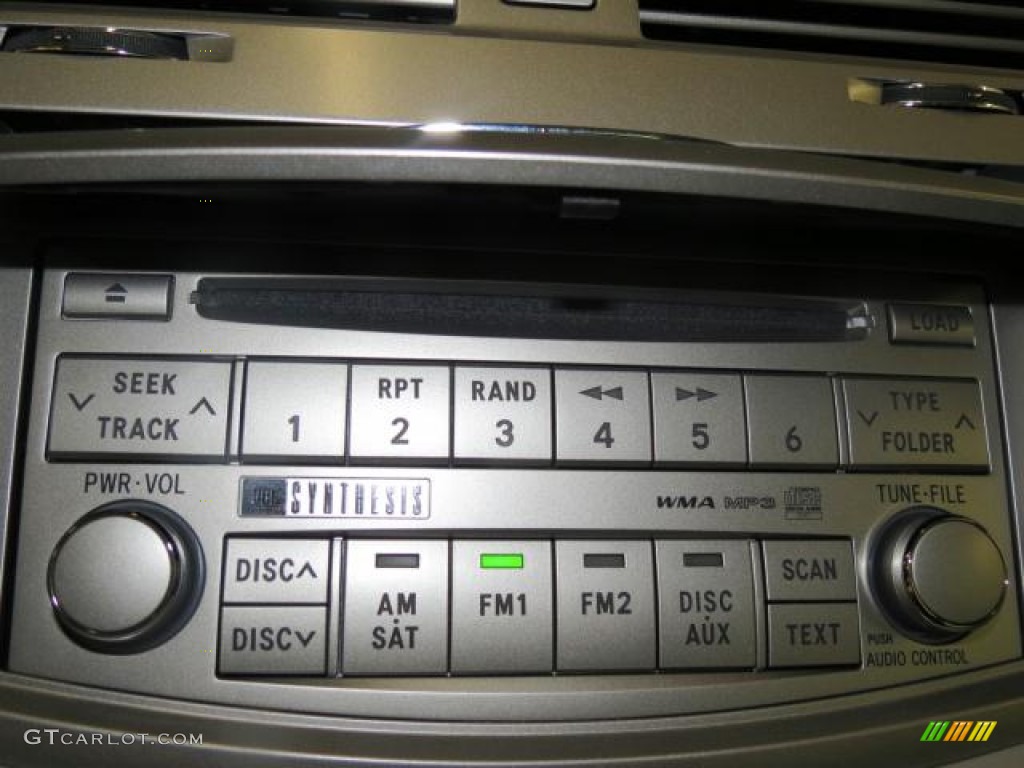 LOAD
SEEK
TRACK
1
RPT
2
RAND
3
4
5
6
TYPE
FOLDER
PWR·VOL
JBL SYNTHESIS
WMA MP3
TUNE·FILE
DISC
DISC
AM
SAT
FM1
FM2
DISC
AUX
SCAN
TEXT
PUSH
AUDIO CONTROL
GTCARLOT.COM